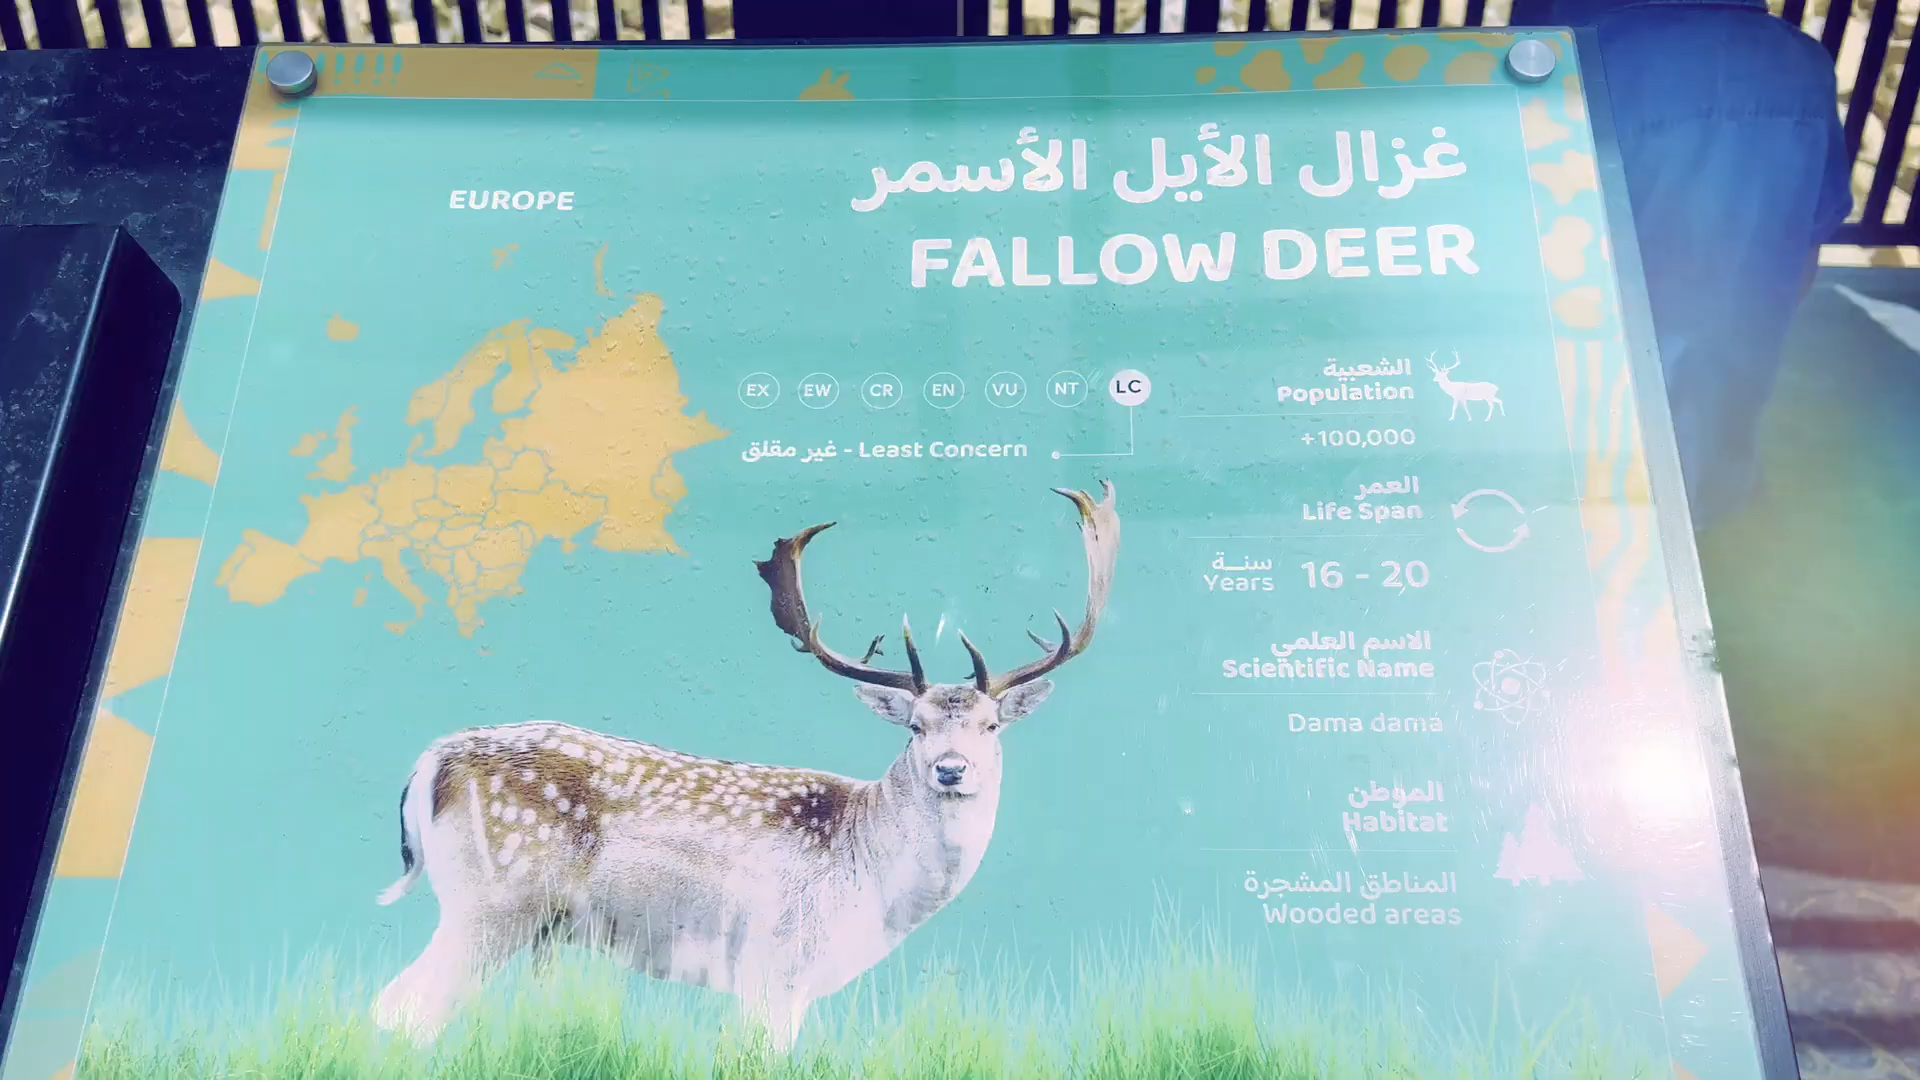 غزال الأيل الأسمر
FALLOW DEER
EUROPE
EX EW CR EN VU NT LC
غير مقلق - Least Concern
الشعبية
Population
+100,000
العمر
Life Span
سنة
Years
16 - 20
الاسم العلمي
Scientific Name
Dama dama
الموطن
Habitat
المناطق المشجرة
Wooded areas